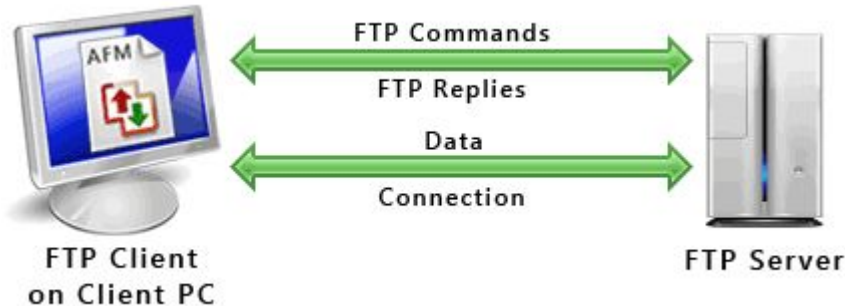 AFM
FTP Commands
FTP Replies
Data
Connection
FTP Client
on Client PC
FTP Server